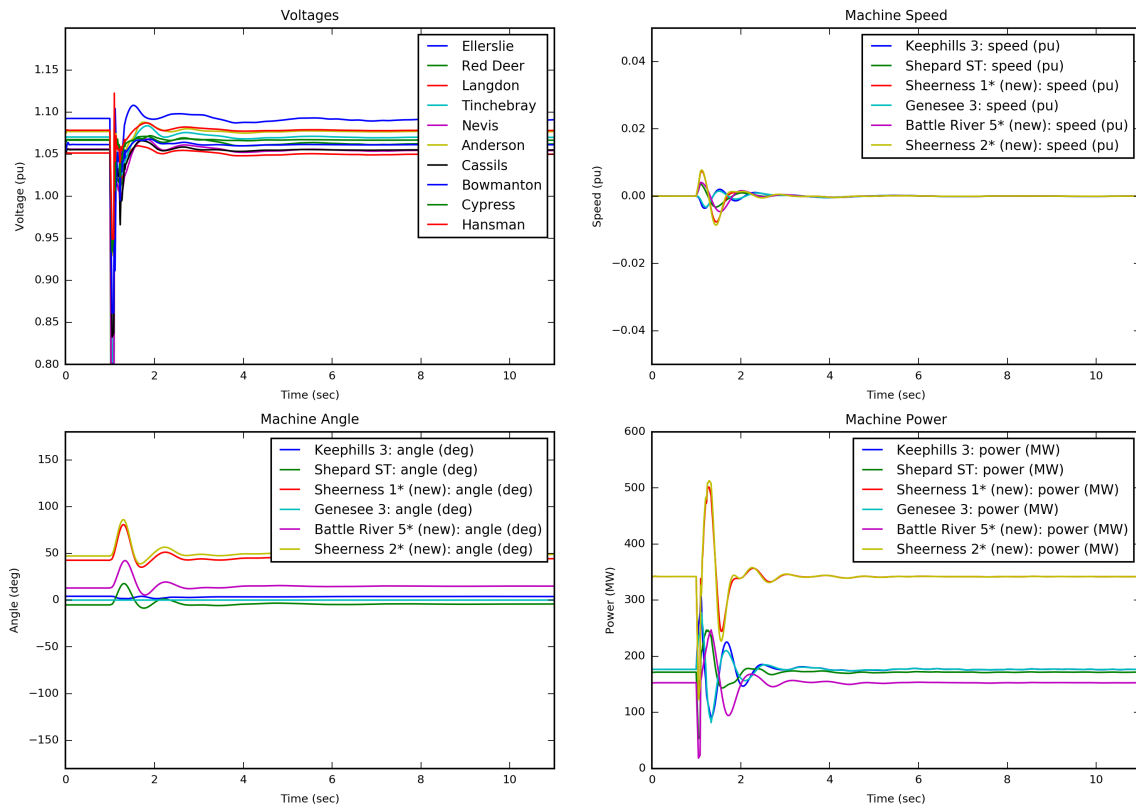 Voltages
1.15
1.10
1.05
1.00
0.95
0.90
0.85
0.80
Voltage (pu)
0 2 4 6 8 10
Time (sec)
Ellerslie
Red Deer
Langdon
Tinchebray
Nevis
Anderson
Cassils
Bowmanton
Cypress
Hansman
Machine Speed
0.04
0.02
0.00
−0.02
−0.04
Speed (pu)
0 2 4 6 8 10
Time (sec)
Keephills 3: speed (pu)
Shepard ST: speed (pu)
Sheerness 1* (new): speed (pu)
Genesee 3: speed (pu)
Battle River 5* (new): speed (pu)
Sheerness 2* (new): speed (pu)
Machine Angle
150
100
50
0
−50
−100
−150
Angle (deg)
0 2 4 6 8 10
Time (sec)
Keephills 3: angle (deg)
Shepard ST: angle (deg)
Sheerness 1* (new): angle (deg)
Genesee 3: angle (deg)
Battle River 5* (new): angle (deg)
Sheerness 2* (new): angle (deg)
Machine Power
600
500
400
300
200
100
0
Power (MW)
0 2 4 6 8 10
Time (sec)
Keephills 3: power (MW)
Shepard ST: power (MW)
Sheerness 1* (new): power (MW)
Genesee 3: power (MW)
Battle River 5* (new): power (MW)
Sheerness 2* (new): power (MW)